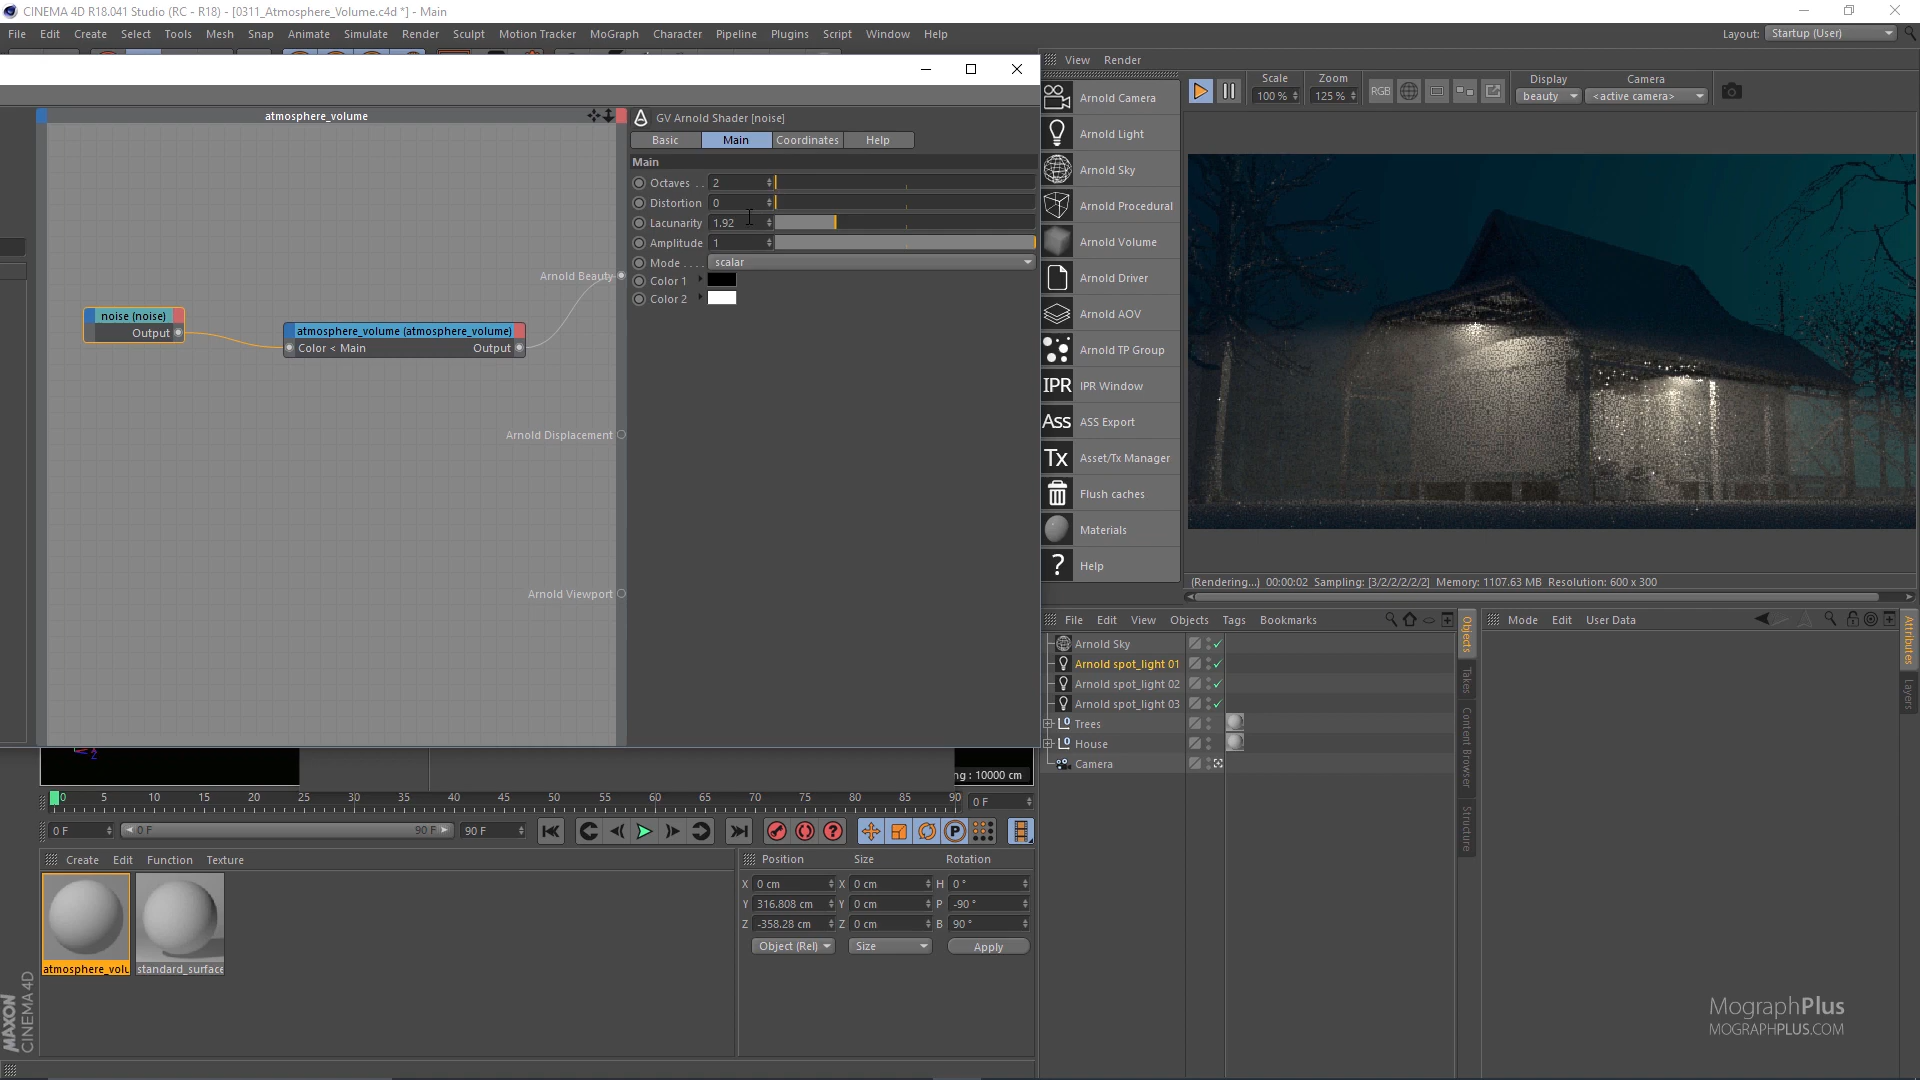 CINEMA 4D R18.041 Studio (RC - R18) - [0311_Atmosphere_Volume.c4d *] - Main
File Edit Create Select Tools Mesh Snap Animate Simulate Render Sculpt Motion Tracker MoGraph Character Pipeline Plugins Script Window Help
Layout: Startup (User)
View Render
Scale Zoom Display Camera
100 % 125 % RGB beauty <active camera>
atmosphere_volume
GV Arnold Shader [noise]
Basic Main Coordinates Help
Main
Octaves . . 2
Distortion 0
Lacunarity 1.92
Amplitude 1
Mode . . . . scalar
Color 1
Color 2
Arnold Beauty
noise (noise)
Output
atmosphere_volume (atmosphere_volume)
Color < Main Output
Arnold Displacement
Arnold Viewport
Arnold Camera
Arnold Light
Arnold Sky
Arnold Procedural
Arnold Volume
Arnold Driver
Arnold AOV
Arnold TP Group
IPR IPR Window
Ass ASS Export
Tx Asset/Tx Manager
Flush caches
Materials
? Help
(Rendering...) 00:00:02 Sampling: [3/2/2/2/2/2] Memory: 1107.63 MB Resolution: 600 x 300
File Edit View Objects Tags Bookmarks
Mode Edit User Data
Arnold Sky
Arnold spot_light 01
Arnold spot_light 02
Arnold spot_light 03
Trees
House
Camera
Objects
Takes
Content Browser
Structure
Attributes
Layers
Z
ng : 10000 cm
0 5 10 15 20 25 30 35 40 45 50 55 60 65 70 75 80 85 90 0 F
0 F 0 F 90 F 90 F
Create Edit Function Texture
Position Size Rotation
X 0 cm X 0 cm H 0 °
Y 316.808 cm Y 0 cm P -90 °
Z -358.28 cm Z 0 cm B 90 °
Object (Rel) Size Apply
atmosphere_volu
standard_surface
MAXON
CINEMA 4D
MographPlus
MOGRAPHPLUS.COM